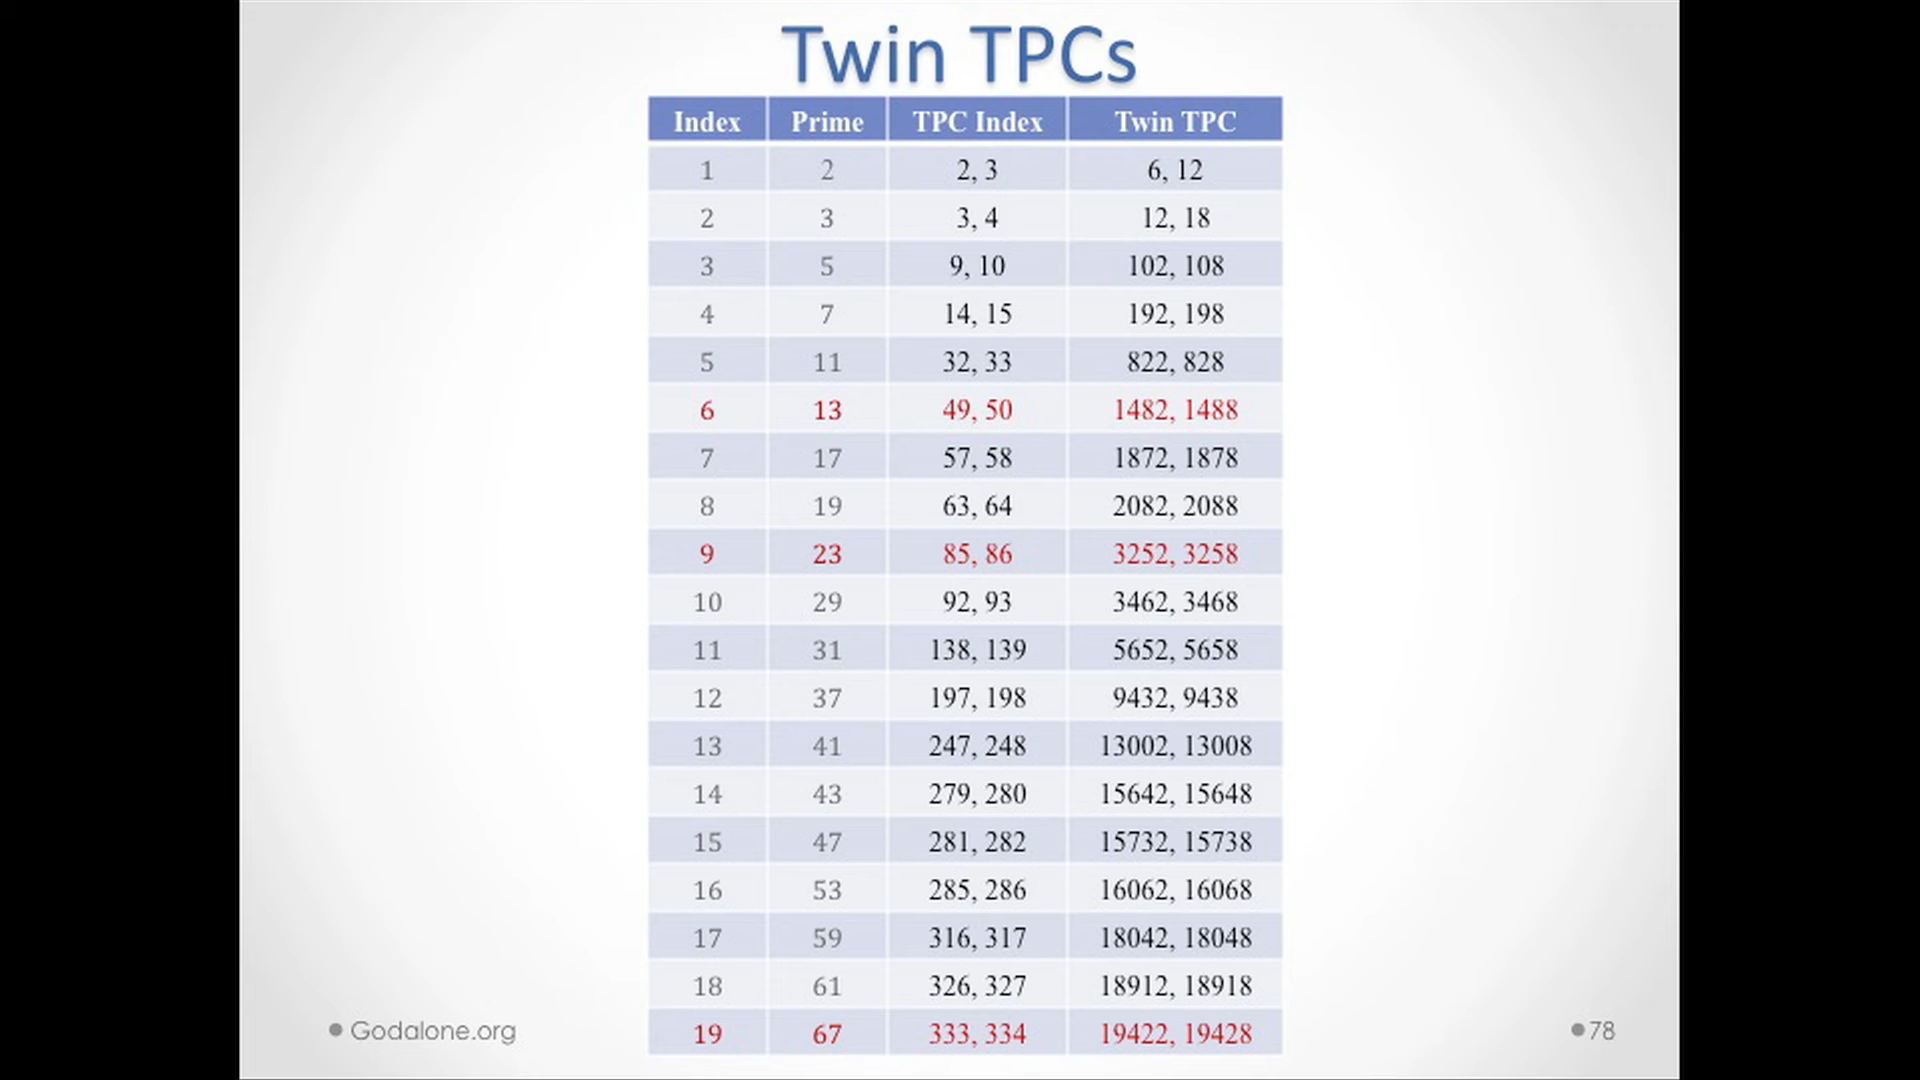 Twin TPCs
Index Prime TPC Index Twin TPC
1 2 2, 3 6, 12
2 3 3, 4 12, 18
3 5 9, 10 102, 108
4 7 14, 15 192, 198
5 11 32, 33 822, 828
6 13 49, 50 1482, 1488
7 17 57, 58 1872, 1878
8 19 63, 64 2082, 2088
9 23 85, 86 3252, 3258
10 29 92, 93 3462, 3468
11 31 138, 139 5652, 5658
12 37 197, 198 9432, 9438
13 41 247, 248 13002, 13008
14 43 279, 280 15642, 15648
15 47 281, 282 15732, 15738
16 53 285, 286 16062, 16068
17 59 316, 317 18042, 18048
18 61 326, 327 18912, 18918
19 67 333, 334 19422, 19428
Godalone.org
78